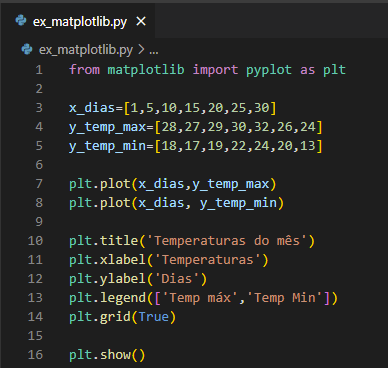 ex_matplotlib.py ×
ex_matplotlib.py > ...
1 from matplotlib import pyplot as plt
2
3 x_dias=[1,5,10,15,20,25,30]
4 y_temp_max=[28,27,29,30,32,26,24]
5 y_temp_min=[18,17,19,22,24,20,13]
6
7 plt.plot(x_dias,y_temp_max)
8 plt.plot(x_dias, y_temp_min)
9
10 plt.title('Temperaturas do mês')
11 plt.xlabel('Temperaturas')
12 plt.ylabel('Dias')
13 plt.legend(['Temp máx','Temp Min'])
14 plt.grid(True)
15
16 plt.show()